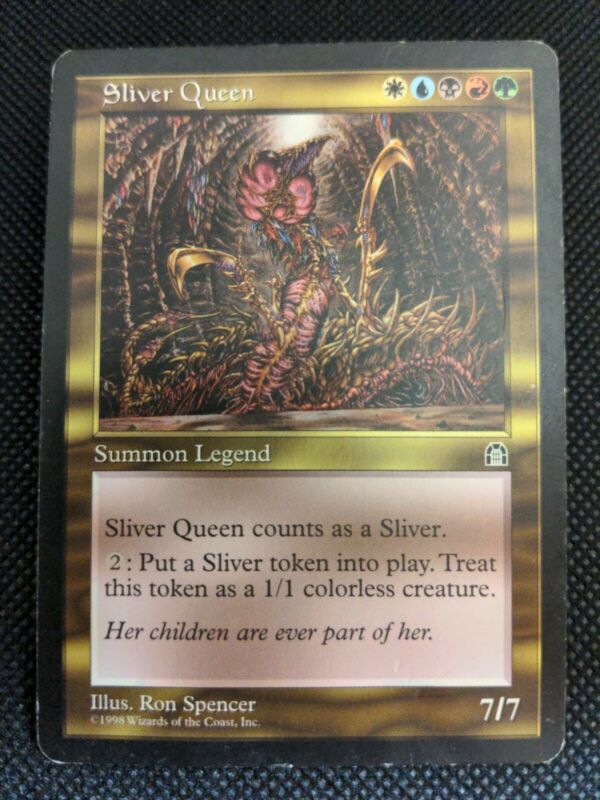 Sliver Queen
Summon Legend
Sliver Queen counts as a Sliver.
2: Put a Sliver token into play. Treat
this token as a 1/1 colorless creature.
Her children are ever part of her.
Illus. Ron Spencer
7/7
©1998 Wizards of the Coast, Inc.